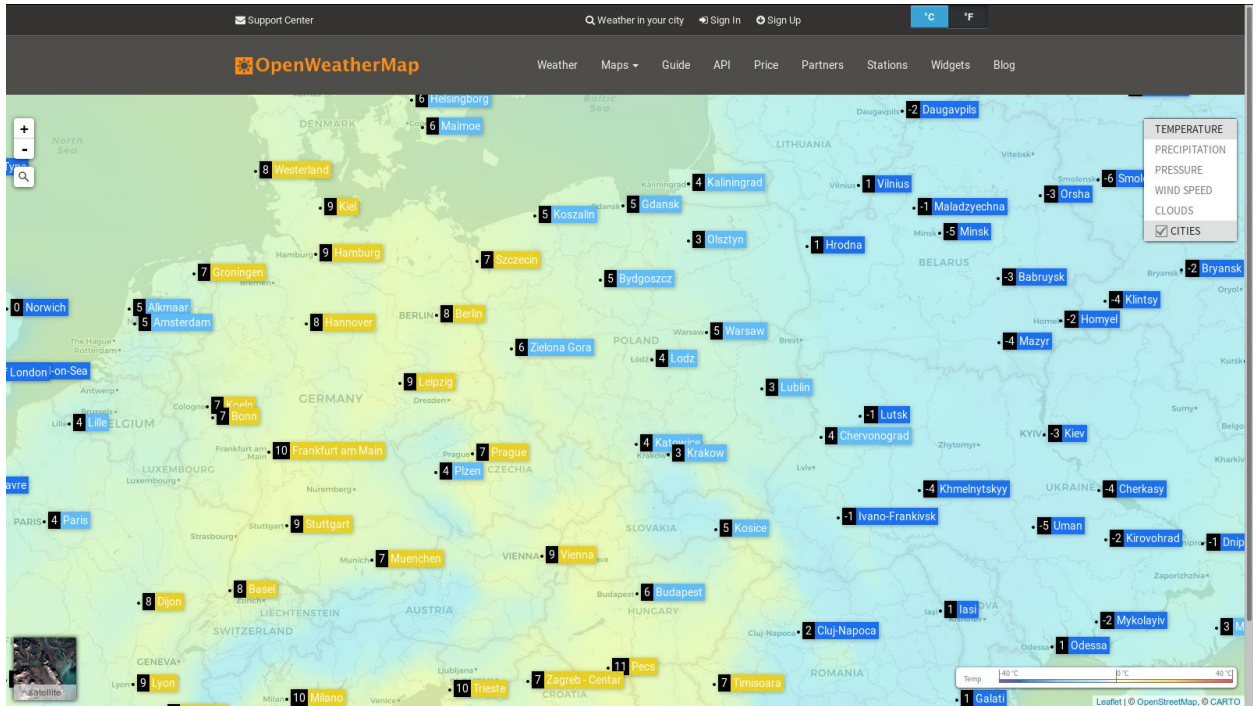 Support Center
Weather in your city
Sign In
Sign Up
°C
°F
OpenWeatherMap
Weather
Maps
Guide
API
Price
Partners
Stations
Widgets
Blog
6 Helsingborg
Baltic
Sea
DENMARK
6 Malmoe
Daugavpils
-2 Daugavpils
+
-
North
Sea
TEMPERATURE
PRECIPITATION
PRESSURE
WIND SPEED
CLOUDS
CITIES
LITHUANIA
Vitebsk
8 Westerland
Kaliningrad
4 Kaliningrad
Vilnius
1 Vilnius
Smolensk
-6 Smol
-3 Orsha
9 Kiel
5 Koszalin
5 Gdansk
-1 Maladzyechna
Minsk
-5 Minsk
3 Olsztyn
1 Hrodna
Hamburg
9 Hamburg
7 Szczecin
BELARUS
7 Groningen
Bremen
5 Bydgoszcz
-3 Babruysk
Bryansk
-2 Bryansk
Oryol
0 Norwich
5 Alkmaar
5 Amsterdam
8 Hannover
BERLIN
8 Berlin
-4 Klintsy
-2 Homyel
The Hague
Rotterdam
6 Zielona Gora
POLAND
Warsaw
5 Warsaw
Brest
-4 Mazyr
Łódź
4 Lodz
Kursk
London
l-on-Sea
9 Leipzig
Dresden
3 Lublin
Antwerp
GERMANY
Cologne
7 Koeln
7 Bonn
Brussels
4 Lille
-1 Lutsk
Sumy
4 Chervonograd
KYIV
-3 Kiev
Zhytomy
Frankfurt am
Main
10 Frankfurt am Main
Prague
7 Prague
4 Katowice
3 Krakow
4 Plzen
CZECHIA
LUXEMBOURG
Luxembourg
Lviv
Nuremberg
-4 Khmelnytskyy
UKRAINE
-4 Cherkasy
avre
PARIS
4 Paris
Stuttgart
9 Stuttgart
Strasbourg
SLOVAKIA
5 Kosice
-1 Ivano-Frankivsk
-5 Uman
-2 Kirovohrad
-1 Dnip
Munich
7 Muenchen
VIENNA
9 Vienna
Zaporizhzhia
8 Dijon
8 Basel
Zurich
LIECHTENSTEIN
AUSTRIA
Budapest
6 Budapest
HUNGARY
Iasi
1 Iasi
-2 Mykolayiv
3 M
SWITZERLAND
Cluj-Napoca
2 Cluj-Napoca
Odessa
1 Odessa
GENEVA
Lyon
9 Lyon
Milan
10 Milano
Venice
Ljubljana
10 Trieste
11 Pecs
7 Zagreb - Centar
CROATIA
7 Timisoara
ROMANIA
1 Galati
Satellite
Temp
-40 °C
0 °C
40 °C
Leaflet | © OpenStreetMap, © CARTO